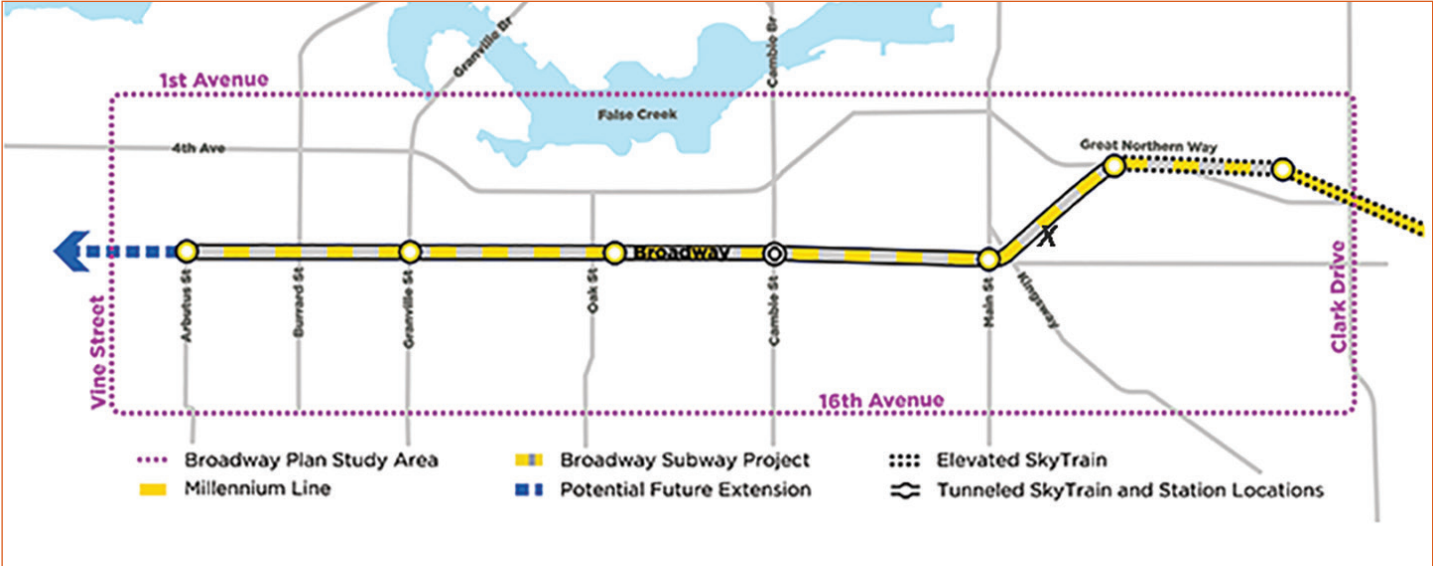 Granville Br
Cambie Br
1st Avenue
False Creek
4th Ave
Great Northern Way
Broadway
X
Vine Street
Arbutus St
Burrard St
Granville St
Oak St
Cambie St
Main St
Kingsway
Clark Drive
16th Avenue
Broadway Plan Study Area
Broadway Subway Project
Elevated SkyTrain
Millennium Line
Potential Future Extension
Tunneled SkyTrain and Station Locations